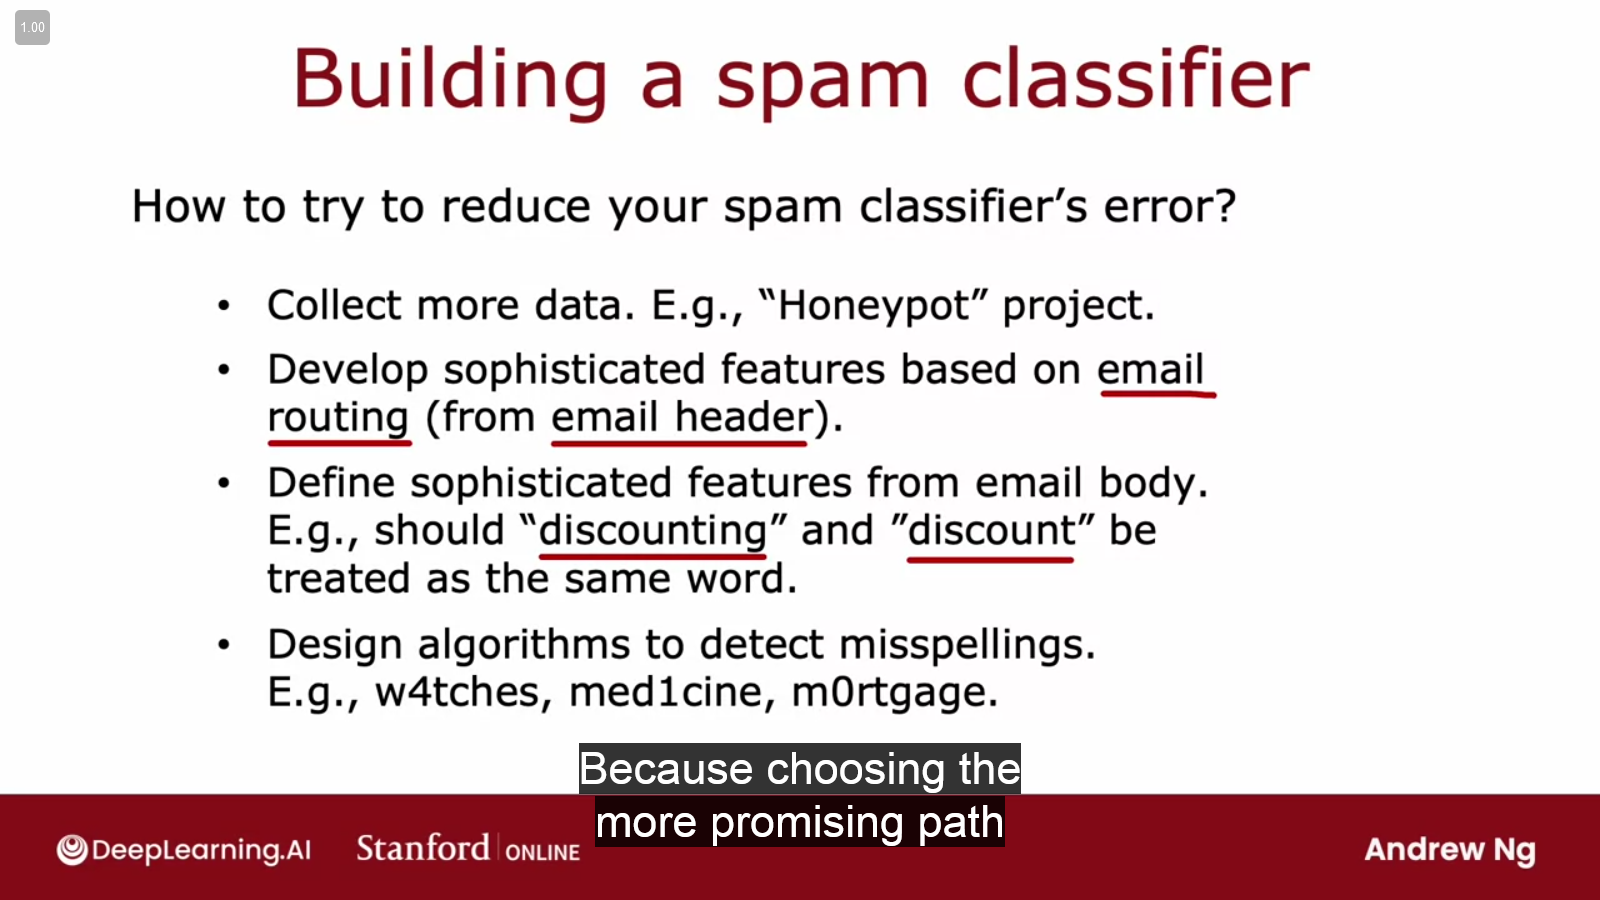 1.00
Building a spam classifier
How to try to reduce your spam classifier’s error?
• Collect more data. E.g., “Honeypot” project.
• Develop sophisticated features based on email
routing (from email header).
• Define sophisticated features from email body.
E.g., should “discounting” and ”discount” be
treated as the same word.
• Design algorithms to detect misspellings.
E.g., w4tches, med1cine, m0rtgage.
Because choosing the
more promising path
DeepLearning.AI
Stanford ONLINE
Andrew Ng